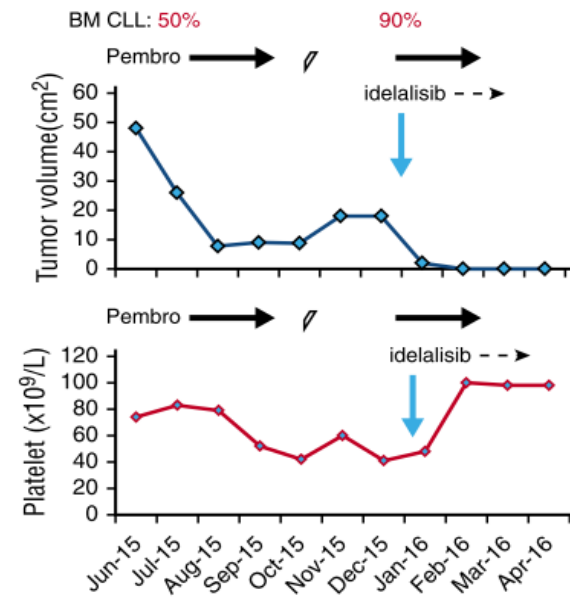 BM CLL: 50% 90%
Pembro
idelalisib
Tumor volume(cm²)
60
50
40
30
20
10
0
Pembro
idelalisib
Platelet (x10⁹/L)
120
100
80
60
40
20
0
Jun-15 Jul-15 Aug-15 Sep-15 Oct-15 Nov-15 Dec-15 Jan-16 Feb-16 Mar-16 Apr-16